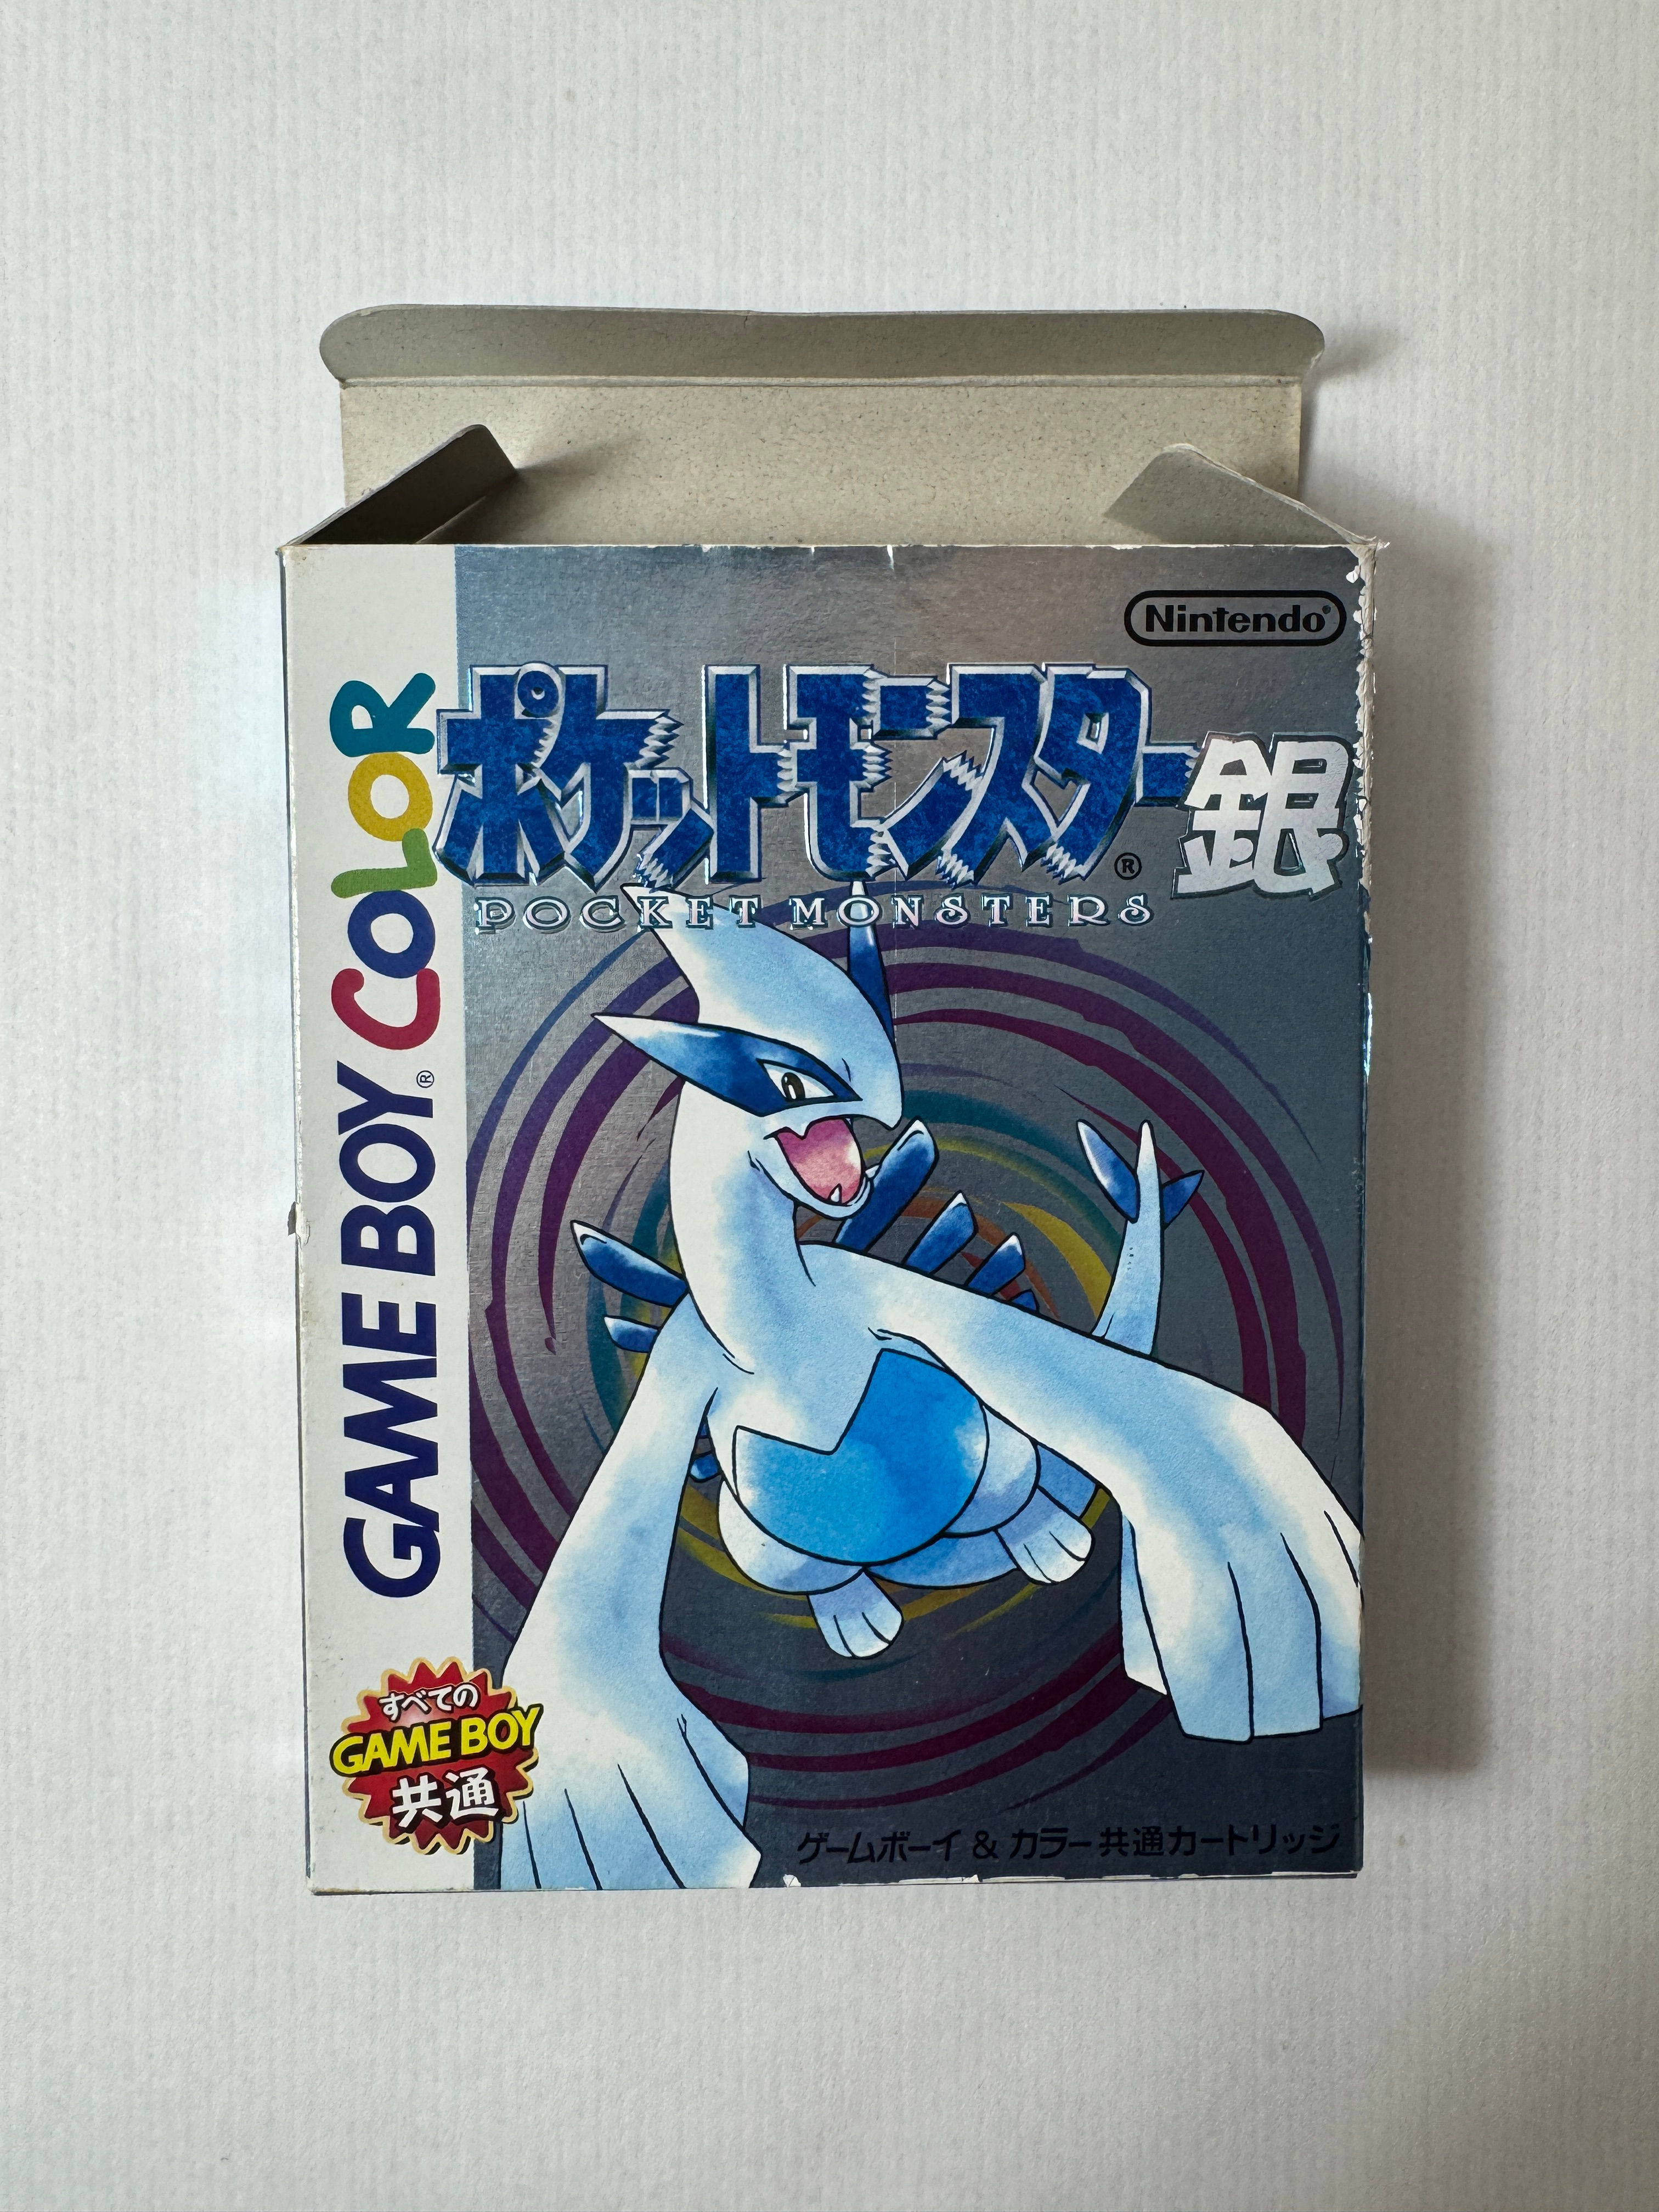 Nintendo®
ポケットモンスター銀
®
POCKET MONSTERS
GAME BOY® COLOR
すべての
GAME BOY
共通
ゲームボーイ & カラー共通カートリッジ